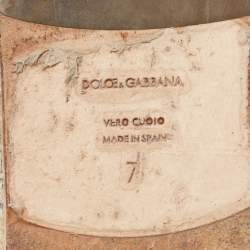 DOLCE & GABBANA
VERO CUOIO
MADE IN SPAIN
7